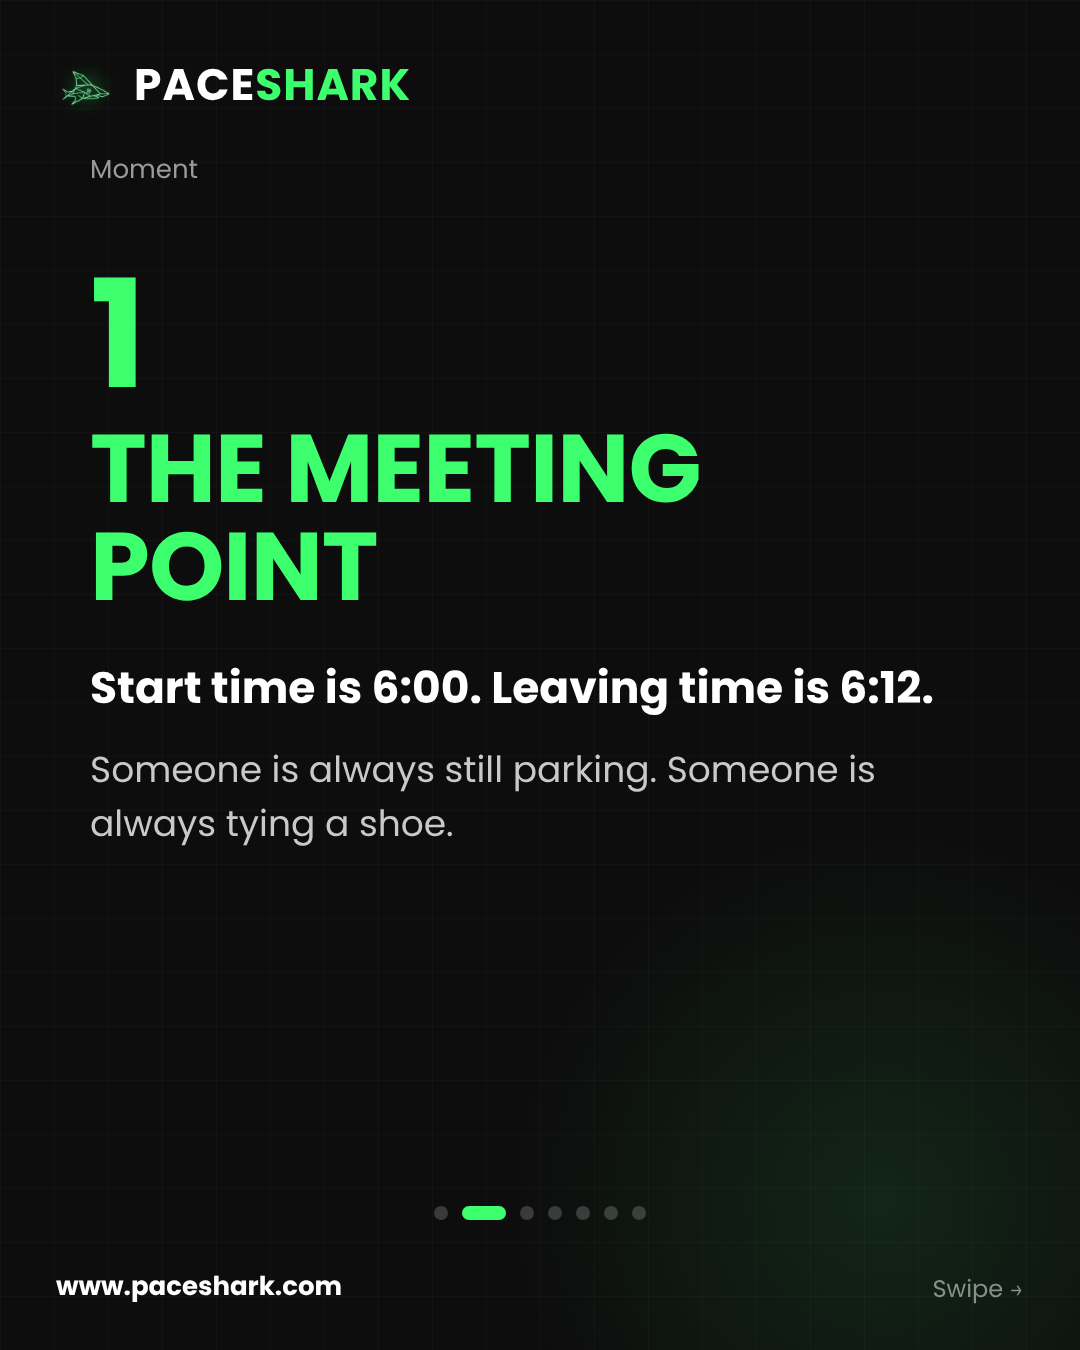 PACESHARK
Moment
1
THE MEETING
POINT
Start time is 6:00. Leaving time is 6:12.
Someone is always still parking. Someone is
always tying a shoe.
www.paceshark.com
Swipe →